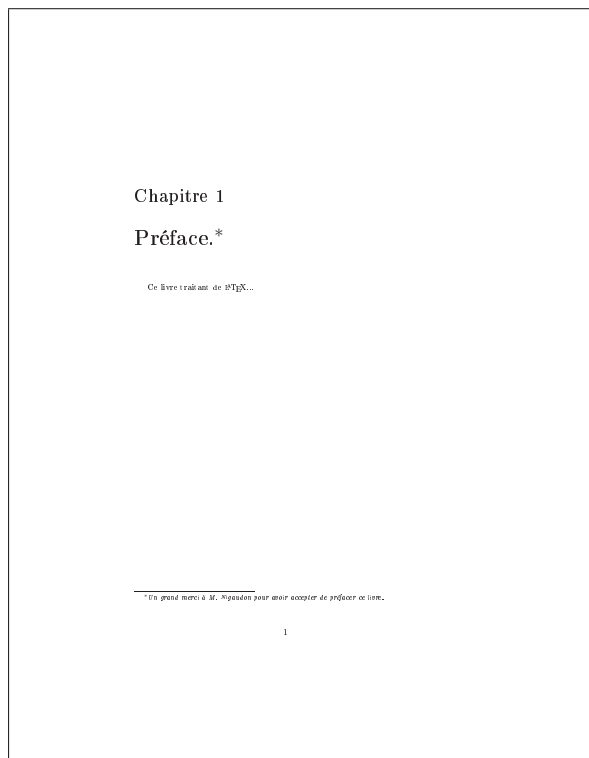 Chapitre 1
Préface.*
Ce livre traitant de LATEX...
*Un grand merci à M. Nigaudon pour avoir accepter de préfacer ce livre.
1